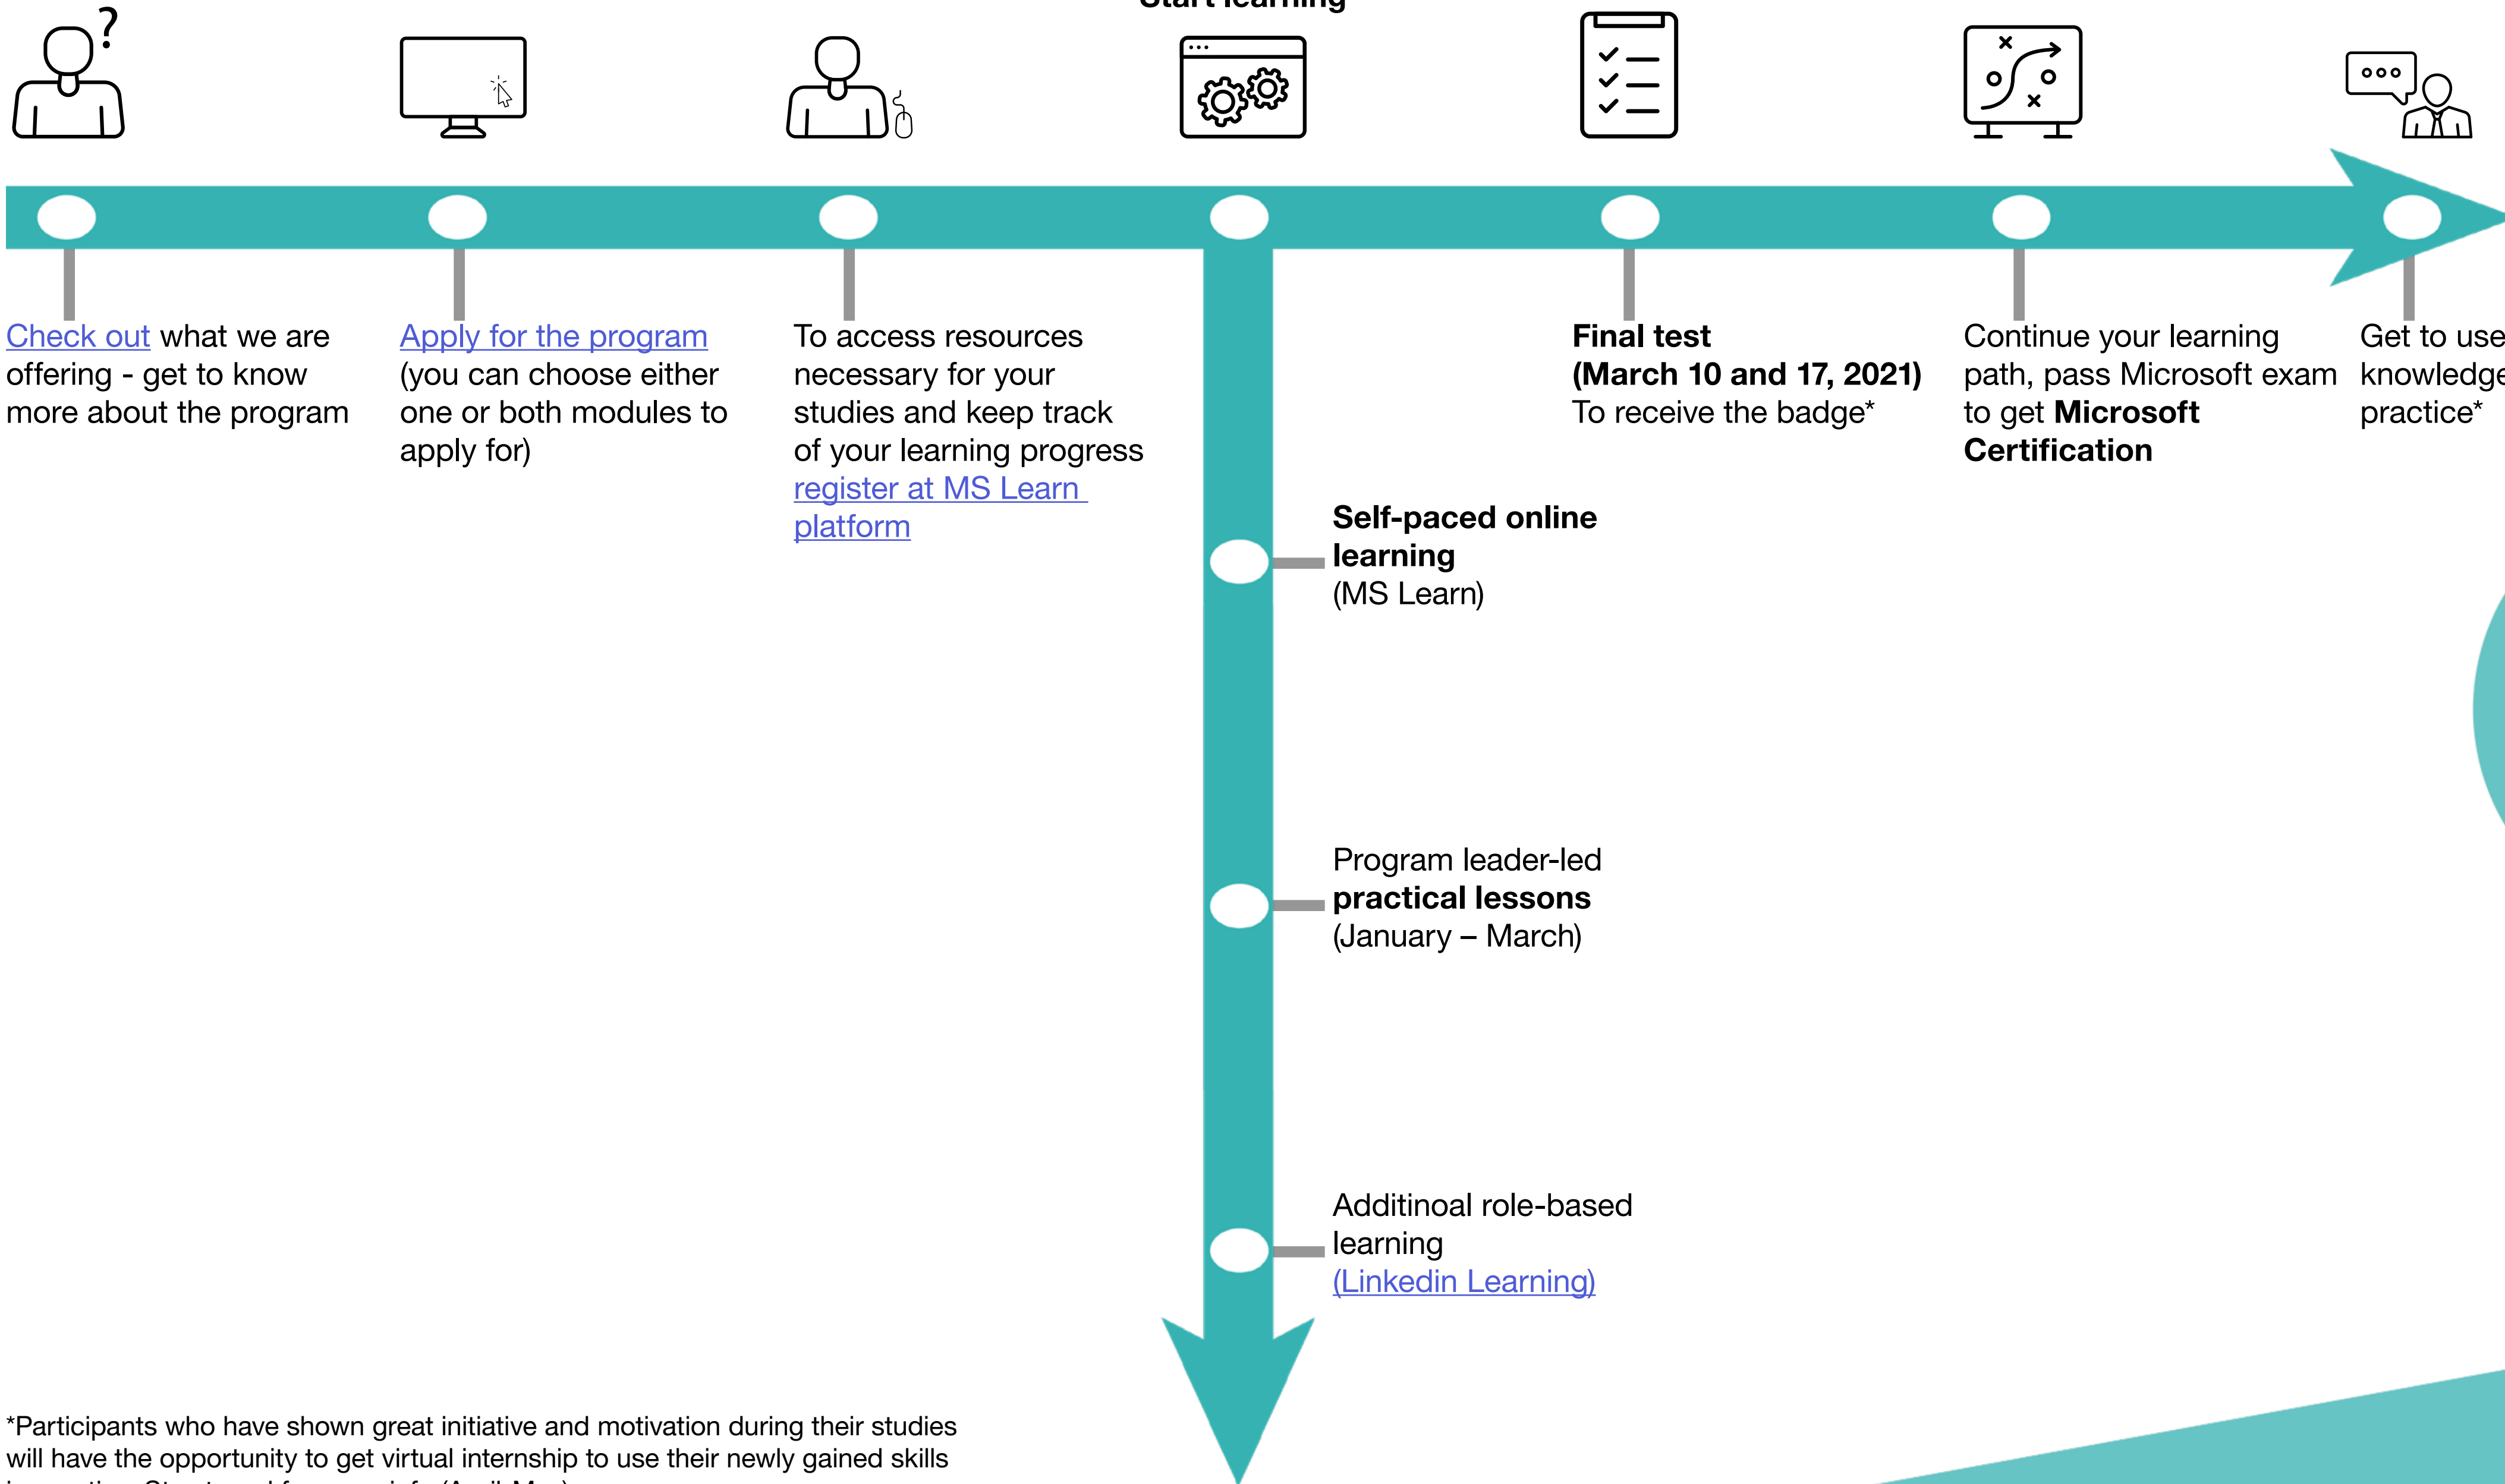 Start learning
?
Check out what we are
offering - get to know
more about the program
Apply for the program
(you can choose either
one or both modules to
apply for)
To access resources
necessary for your
studies and keep track
of your learning progress
register at MS Learn
platform
Final test
(March 10 and 17, 2021)
To receive the badge*
Continue your learning
path, pass Microsoft exam
to get Microsoft
Certification
Get to use
knowledge
practice*
Self-paced online
learning
(MS Learn)
Program leader-led
practical lessons
(January – March)
Additinoal role-based
learning
(Linkedin Learning)
*Participants who have shown great initiative and motivation during their studies
will have the opportunity to get virtual internship to use their newly gained skills